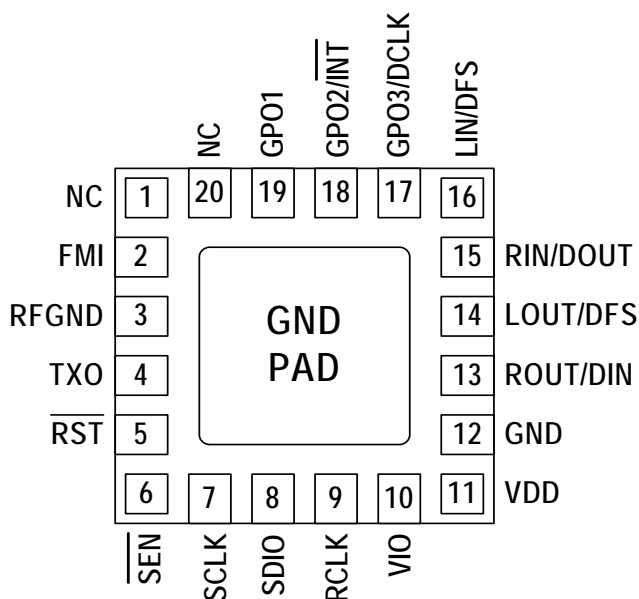 NC
GPO1
GPO2/INT
GPO3/DCLK
LIN/DFS
NC 1 20 19 18 17 16
FMI 2 15 RIN/DOUT
RFGND 3 14 LOUT/DFS
GND
PAD
TXO 4 13 ROUT/DIN
RST 5 12 GND
6 7 8 9 10 11 VDD
SEN
SCLK
SDIO
RCLK
VIO